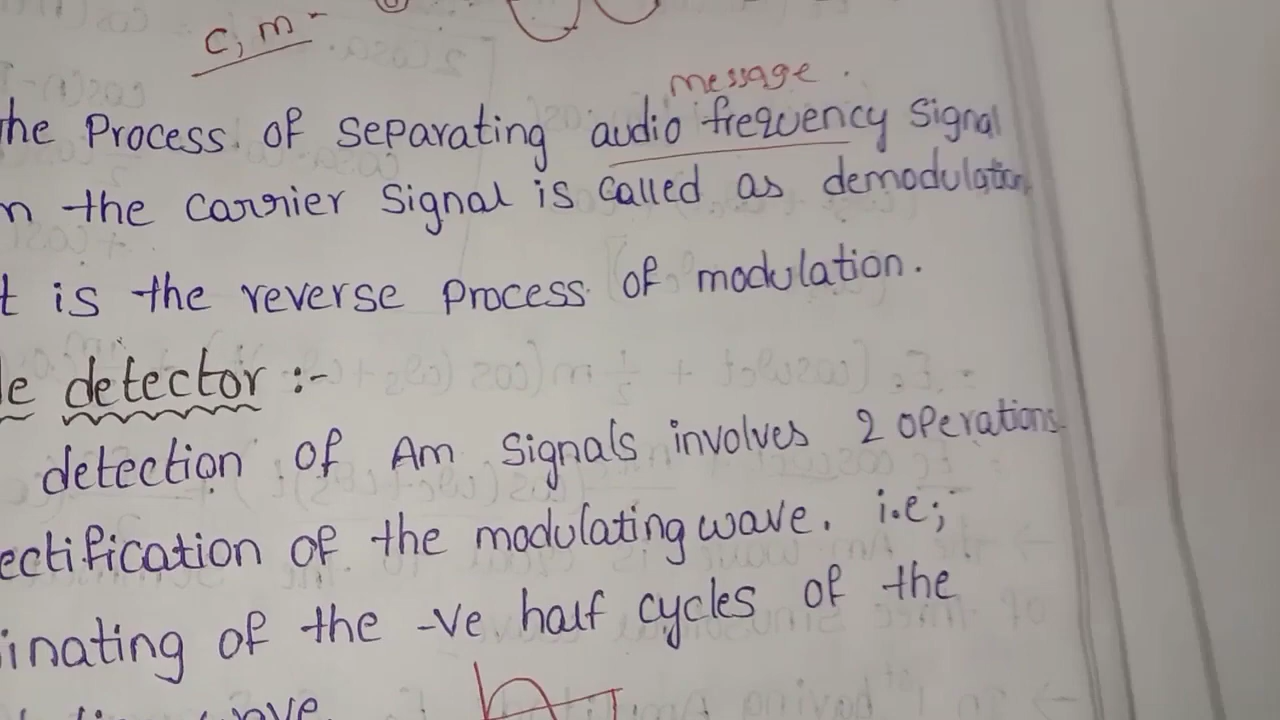 c, m
message.
he Process of separating audio frequency Signal
n the carrier Signal is called as demodulation
t is the reverse process of modulation.
e detector :-
detection of Am Signals involves 2 operations
ectification of the modulating wave. i.e;
inating of the -ve half cycles of the
wave